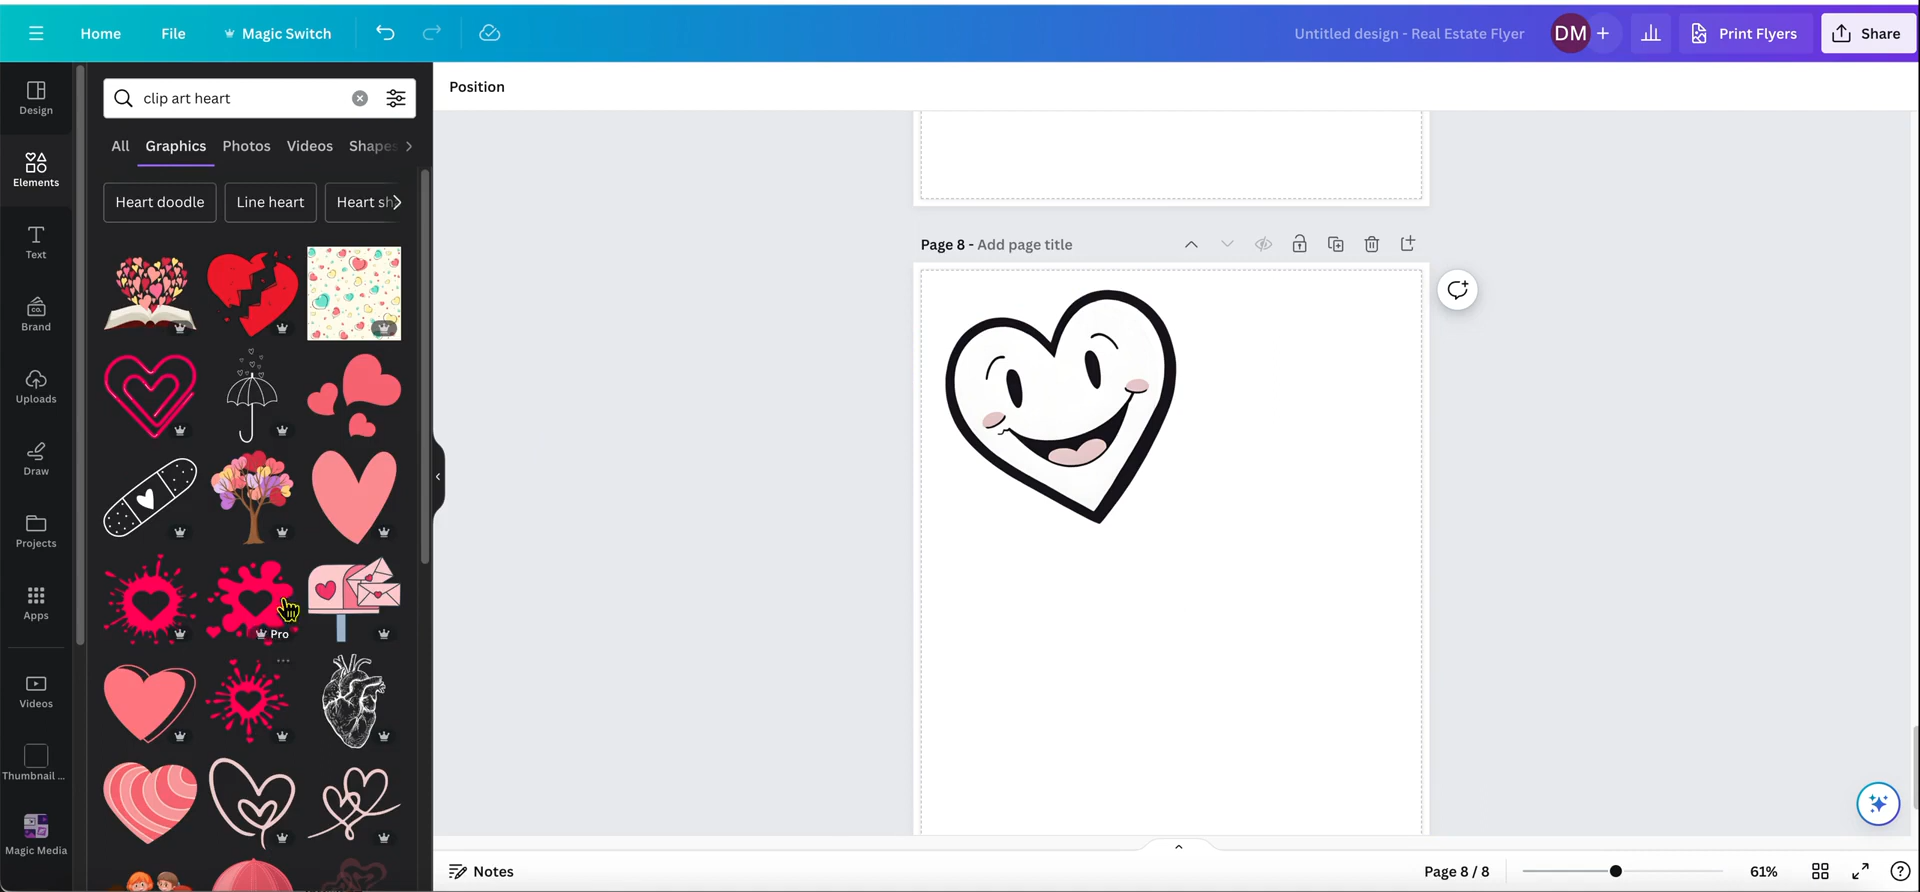 Home
File
Magic Switch
Untitled design - Real Estate Flyer
DM
+
Print Flyers
Share
Design
Elements
Text
Brand
CO.
Uploads
Draw
Projects
Apps
Videos
Thumbnail ...
Magic Media
clip art heart
All
Graphics
Photos
Videos
Shapes
Heart doodle
Line heart
Heart sh
Pro
Position
Page 8 - Add page title
Notes
Page 8 / 8
61%